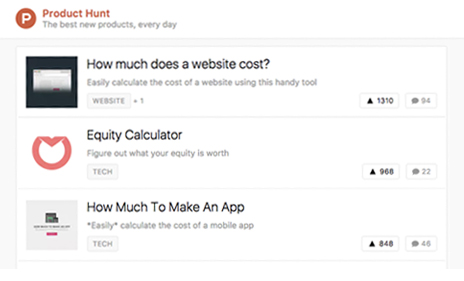 Product Hunt
The best new products, every day
How much does a website cost?
Easily calculate the cost of a website using this handy tool
WEBSITE + 1
1310 94
Equity Calculator
Figure out what your equity is worth
TECH
968 22
How Much To Make An App
*Easily* calculate the cost of a mobile app
TECH
848 46